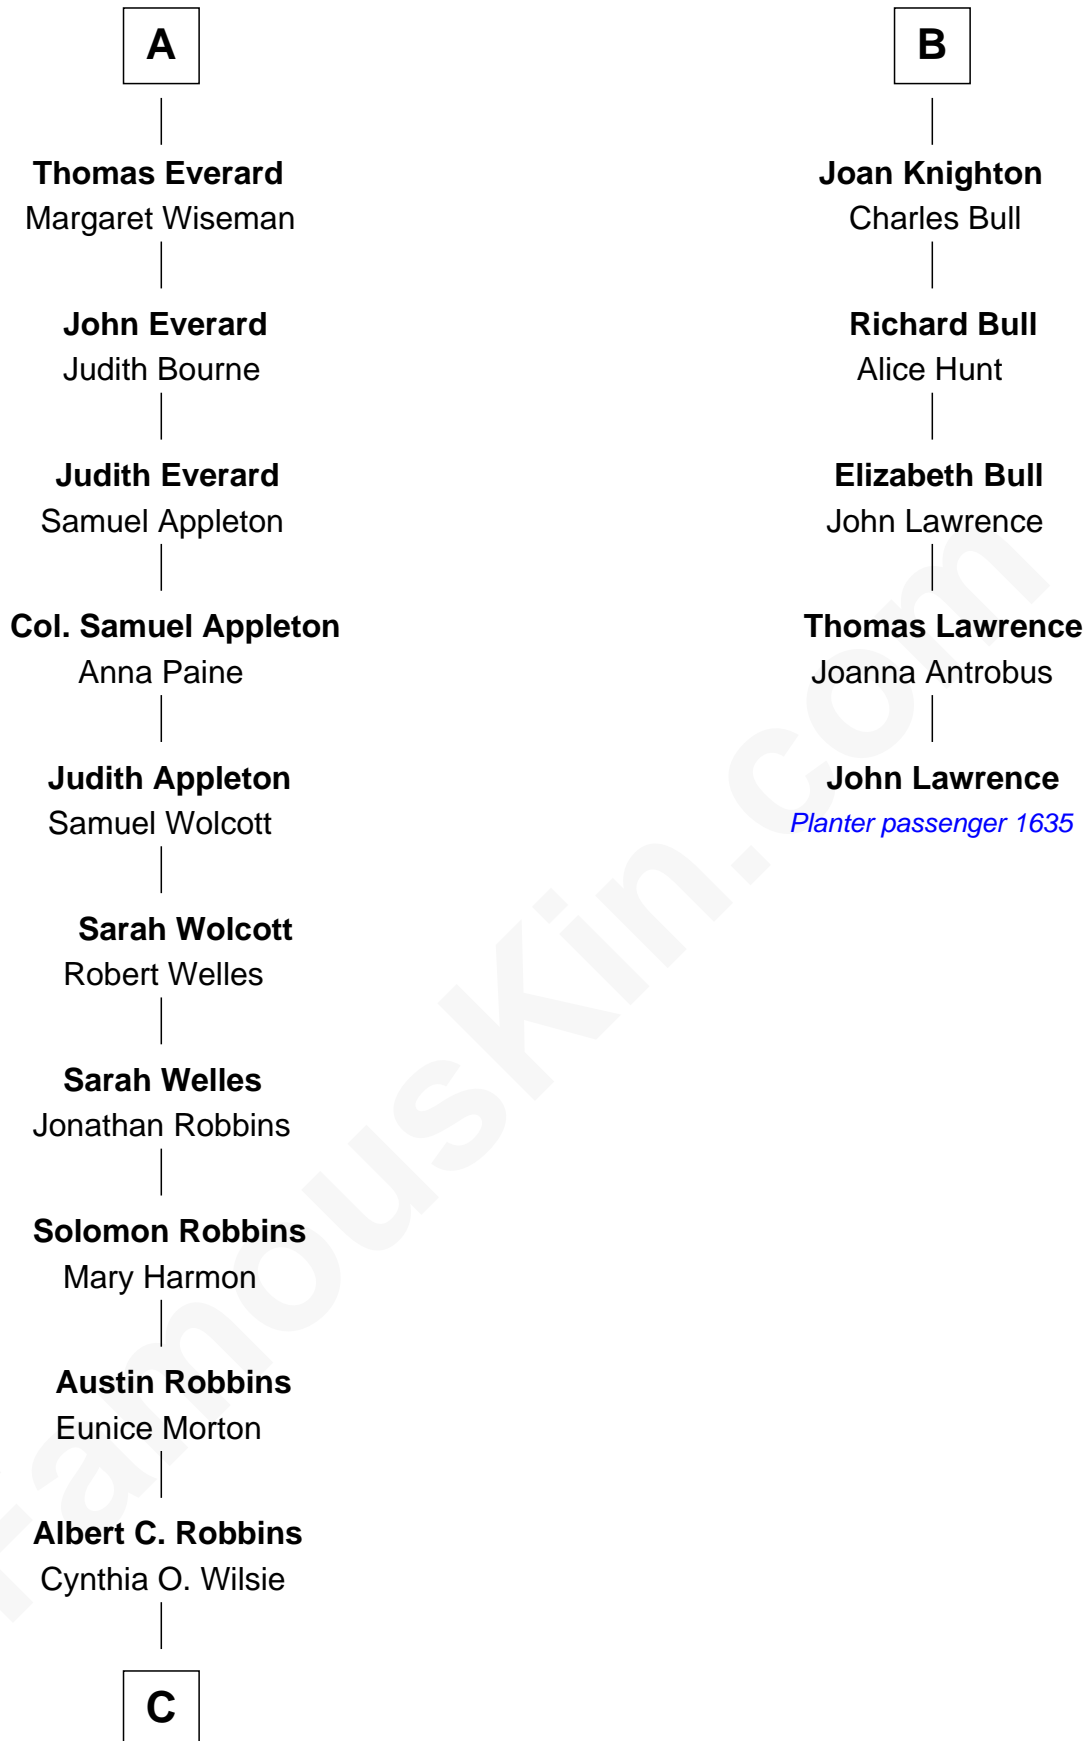 A
Thomas Everard
Margaret Wiseman
John Everard
Judith Bourne
Judith Everard
Samuel Appleton
Col. Samuel Appleton
Anna Paine
Judith Appleton
Samuel Wolcott
Sarah Wolcott
Robert Welles
Sarah Welles
Jonathan Robbins
Solomon Robbins
Mary Harmon
Austin Robbins
Eunice Morton
Albert C. Robbins
Cynthia O. Wilsie
C
B
Joan Knighton
Charles Bull
Richard Bull
Alice Hunt
Elizabeth Bull
John Lawrence
Thomas Lawrence
Joanna Antrobus
John Lawrence
Planter passenger 1635
FamousKin.com